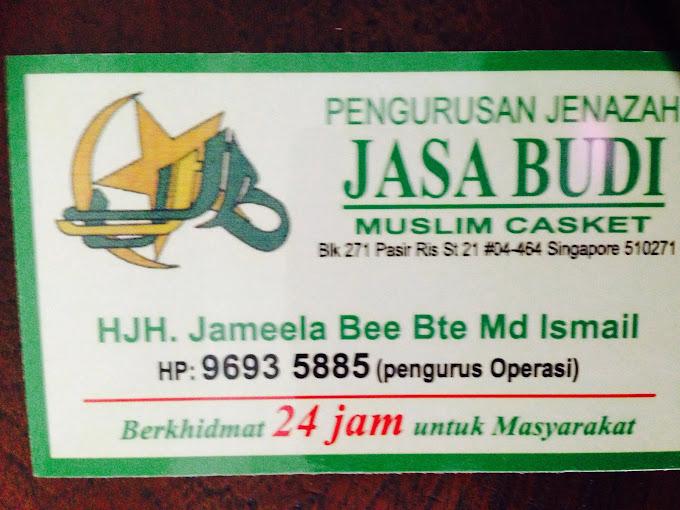 PENGURUSAN JENAZAH
JASA BUDI
MUSLIM CASKET
Blk 271 Pasir Ris St 21 #04-464 Singapore 510271
HJH. Jameela Bee Bte Md Ismail
HP: 9693 5885 (pengurus Operasi)
Berkhidmat 24 jam untuk Masyarakat